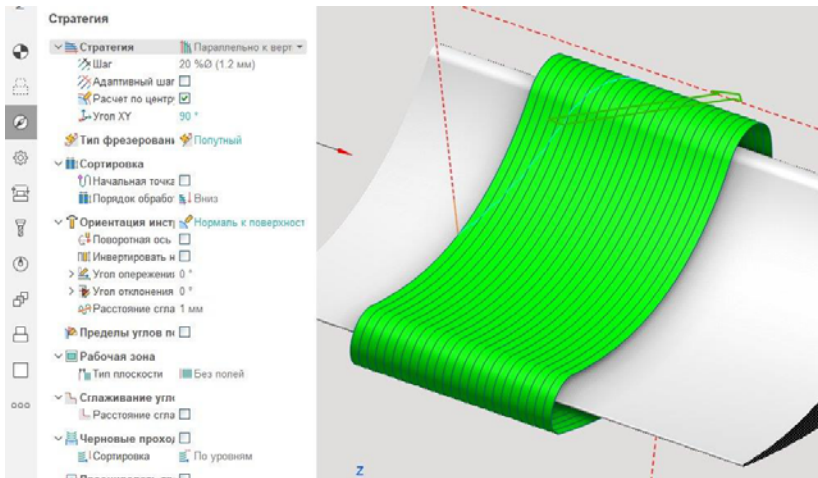 Стратегия
Стратегия Параллельно к верт
Шаг 20 %Ø (1.2 мм)
Адаптивный шаг
Расчет по центр
Угол XY 90 °
Тип фрезеровани Попутный
Сортировка
Начальная точка
Порядок обрабо Вниз
Ориентация инст Нормаль к поверхност
Поворотная ось
Инвертировать н
Угол опережени 0 °
Угол отклонения 0 °
Расстояние сгла 1 мм
Пределы углов п
Рабочая зона
Тип плоскости Без полей
Сглаживание угл
Расстояние сгла
Черновые проход
Сортировка По уровням
Z